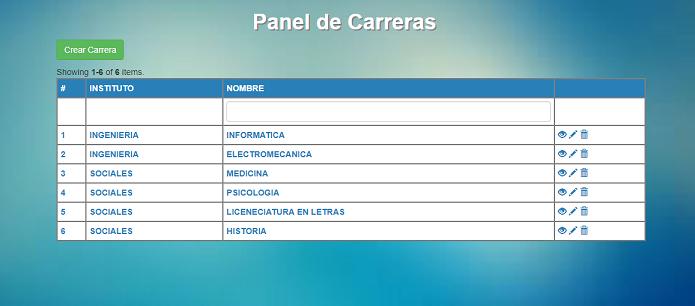 Panel de Carreras
Crear Carrera
Showing 1-6 of 6 items.
# INSTITUTO NOMBRE
1 INGENIERIA INFORMATICA
2 INGENIERIA ELECTROMECANICA
3 SOCIALES MEDICINA
4 SOCIALES PSICOLOGIA
5 SOCIALES LICENECIATURA EN LETRAS
6 SOCIALES HISTORIA